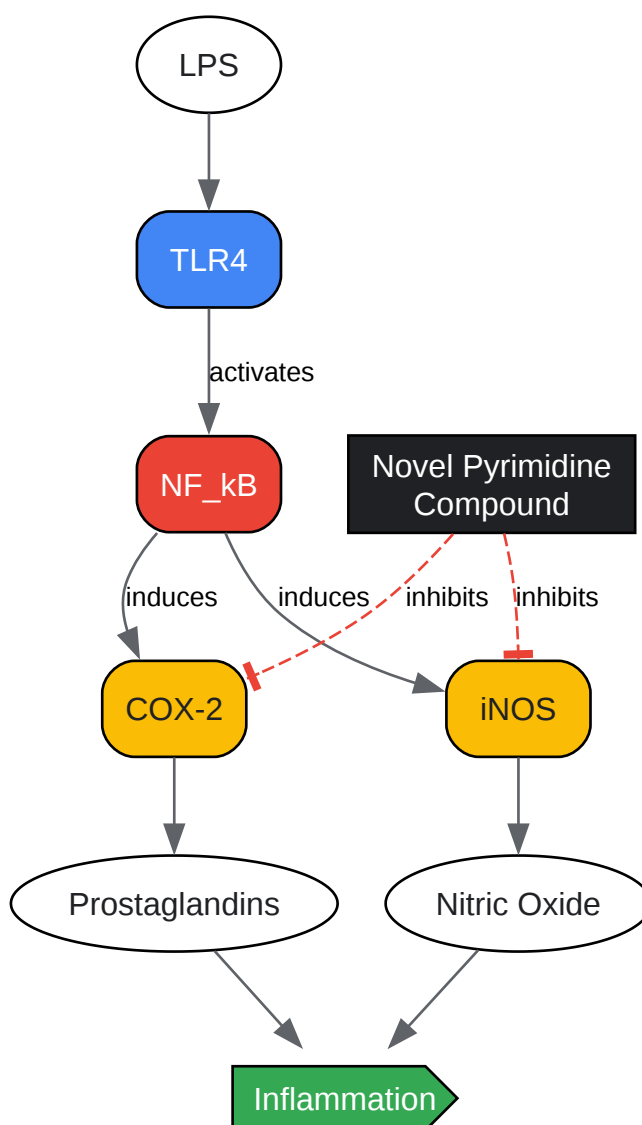 LPS
TLR4
activates
NF_kB
Novel Pyrimidine
Compound
induces
induces
inhibits
inhibits
COX-2
iNOS
Prostaglandins
Nitric Oxide
Inflammation